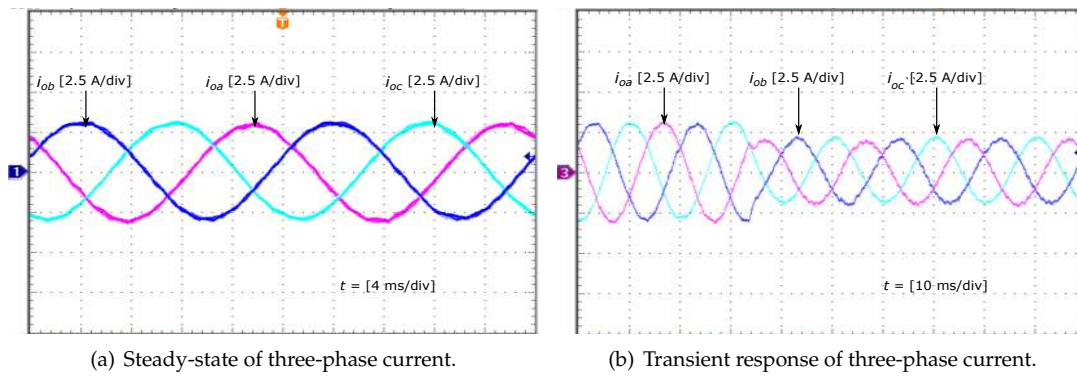 T
i_ob [2.5 A/div] i_oa [2.5 A/div] i_oc [2.5 A/div]
1
t = [4 ms/div]
(a) Steady-state of three-phase current.
i_oa [2.5 A/div] i_ob [2.5 A/div] i_oc [2.5 A/div]
3
t = [10 ms/div]
(b) Transient response of three-phase current.